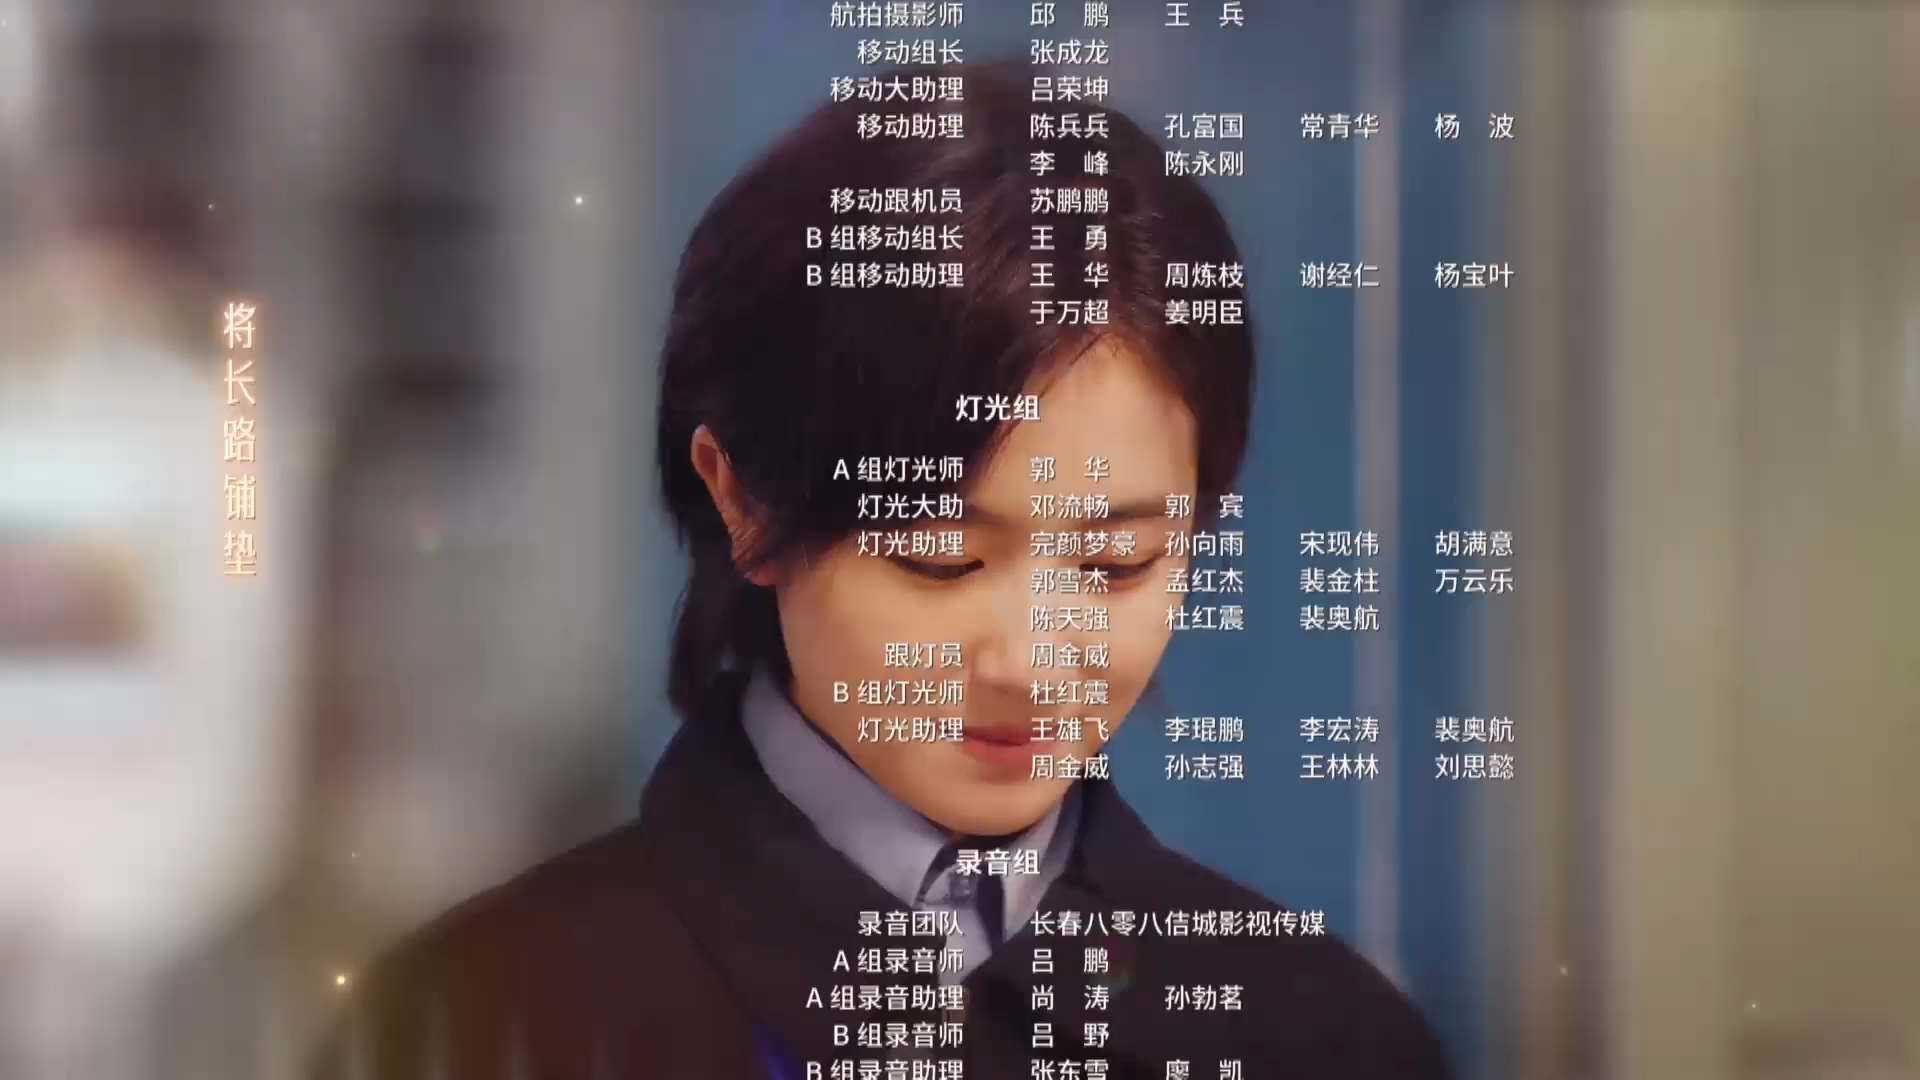 航拍摄影师 邱 鹏 王 兵
移动组长 张成龙
移动大助理 吕荣坤
移动助理 陈兵兵 孔富国 常青华 杨 波
李 峰 陈永刚
移动跟机员 苏鹏鹏
B 组移动组长 王 勇
B 组移动助理 王 华 周炼枝 谢经仁 杨宝叶
于万超 姜明臣
将长路铺垫
灯光组
A 组灯光师 郭 华
灯光大助 邓流畅 郭 宾
灯光助理 完颜梦豪 孙向雨 宋现伟 胡满意
郭雪杰 孟红杰 裴金柱 万云乐
陈天强 杜红震 裴奥航
跟灯员 周金威
B 组灯光师 杜红震
灯光助理 王雄飞 李琨鹏 李宏涛 裴奥航
周金威 孙志强 王林林 刘思懿
录音组
录音团队 长春八零八佶城影视传媒
A 组录音师 吕 鹏
A 组录音助理 尚 涛 孙勃茗
B 组录音师 吕 野
B 组录音助理 张东雪 廖 凯